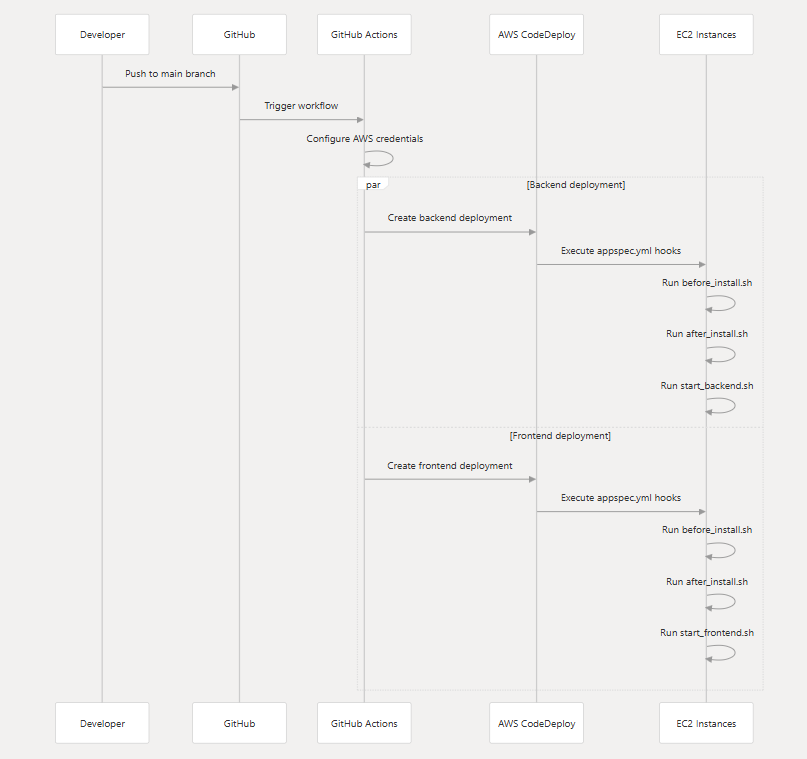 Developer
GitHub
GitHub Actions
AWS CodeDeploy
EC2 Instances
Push to main branch
Trigger workflow
Configure AWS credentials
par
[Backend deployment]
Create backend deployment
Execute appspec.yml hooks
Run before_install.sh
Run after_install.sh
Run start_backend.sh
[Frontend deployment]
Create frontend deployment
Execute appspec.yml hooks
Run before_install.sh
Run after_install.sh
Run start_frontend.sh
Developer
GitHub
GitHub Actions
AWS CodeDeploy
EC2 Instances